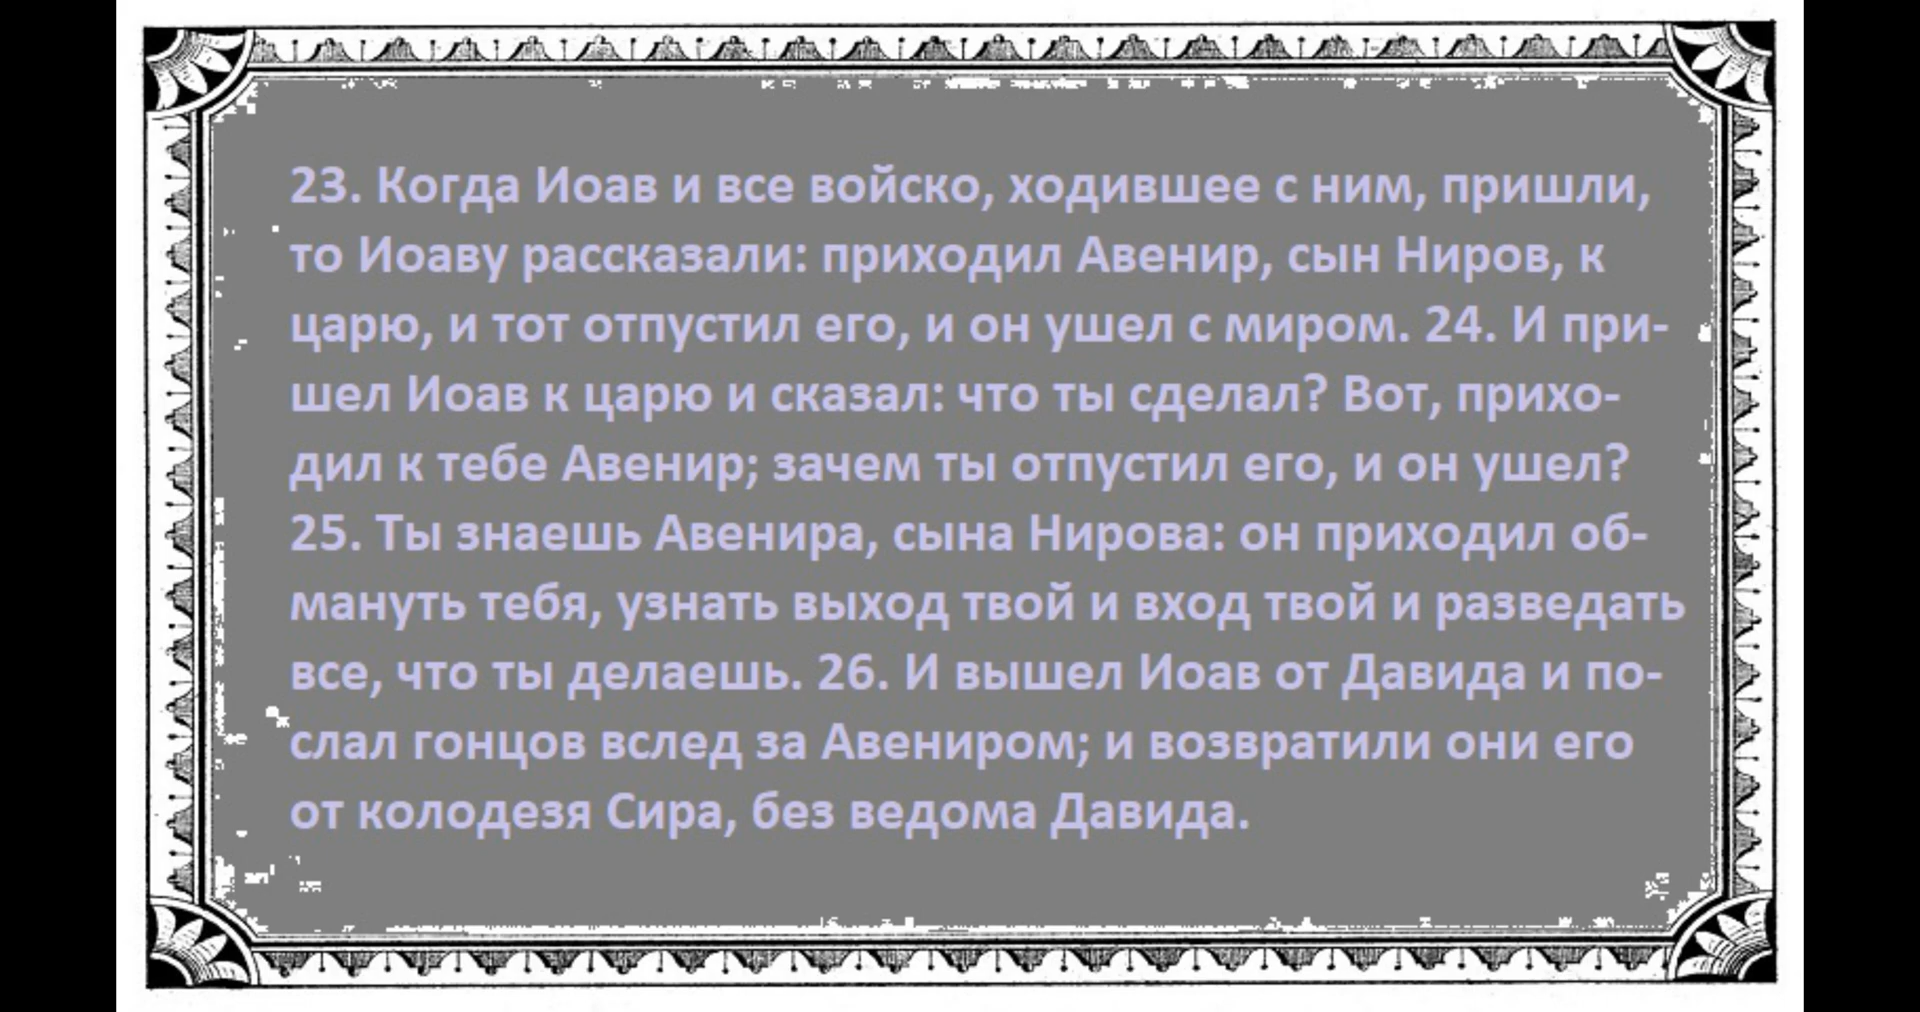 23. Когда Иоав и все войско, ходившее с ним, пришли,
то Иоаву рассказали: приходил Авенир, сын Ниров, к
царю, и тот отпустил его, и он ушел с миром. 24. И при-
шел Иоав к царю и сказал: что ты сделал? Вот, прихо-
дил к тебе Авенир; зачем ты отпустил его, и он ушел?
25. Ты знаешь Авенира, сына Нирова: он приходил об-
мануть тебя, узнать выход твой и вход твой и разведать
все, что ты делаешь. 26. И вышел Иоав от Давида и по-
слал гонцов вслед за Авениром; и возвратили они его
от колодезя Сира, без ведома Давида.